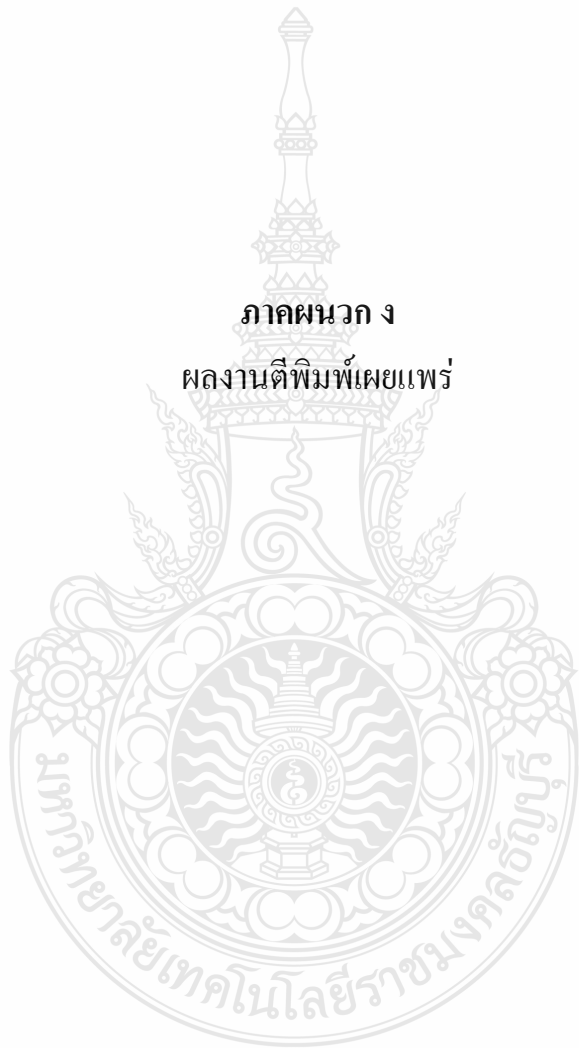 ภาคผนวก ง
ผลงานตีพิมพ์เผยแพร่
มหาวิทยาลัยเทคโนโลยีราชมงคลธัญบุรี